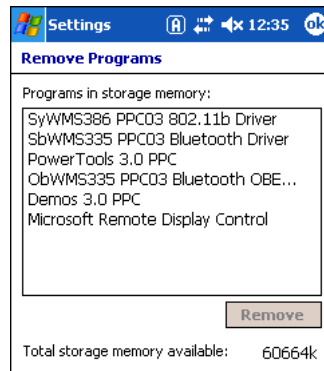 Settings 12:35 ok
Remove Programs
Programs in storage memory:
SyWMS386 PPC03 802.11b Driver
SbWMS335 PPC03 Bluetooth Driver
PowerTools 3.0 PPC
ObWMS335 PPC03 Bluetooth OBE...
Demos 3.0 PPC
Microsoft Remote Display Control
Remove
Total storage memory available: 60664k